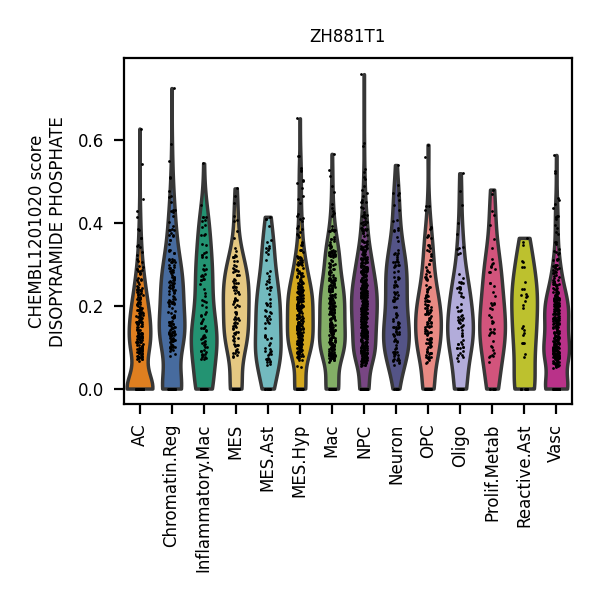 ZH881T1
CHEMBL1201020 score
DISOPYRAMIDE PHOSPHATE
0.6
0.4
0.2
0.0
AC
Chromatin.Reg
Inflammatory.Mac
MES
MES.Ast
MES.Hyp
Mac
NPC
Neuron
OPC
Oligo
Prolif.Metab
Reactive.Ast
Vasc